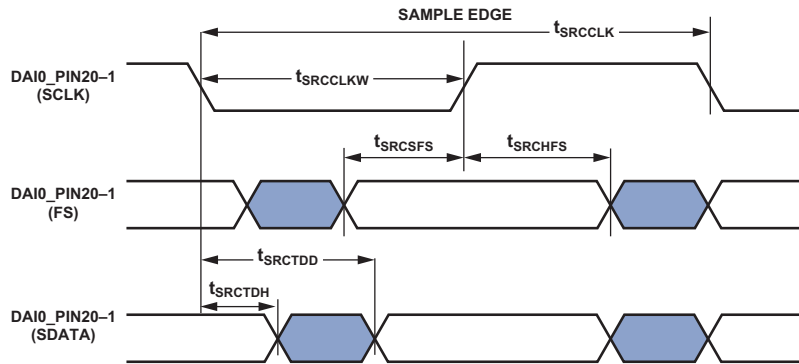 SAMPLE EDGE
tSRCCLK
DAI0_PIN20–1
(SCLK)
tSRCCLKW
tSRCSFS
tSRCHFS
DAI0_PIN20–1
(FS)
tSRCTDD
tSRCTDH
DAI0_PIN20–1
(SDATA)